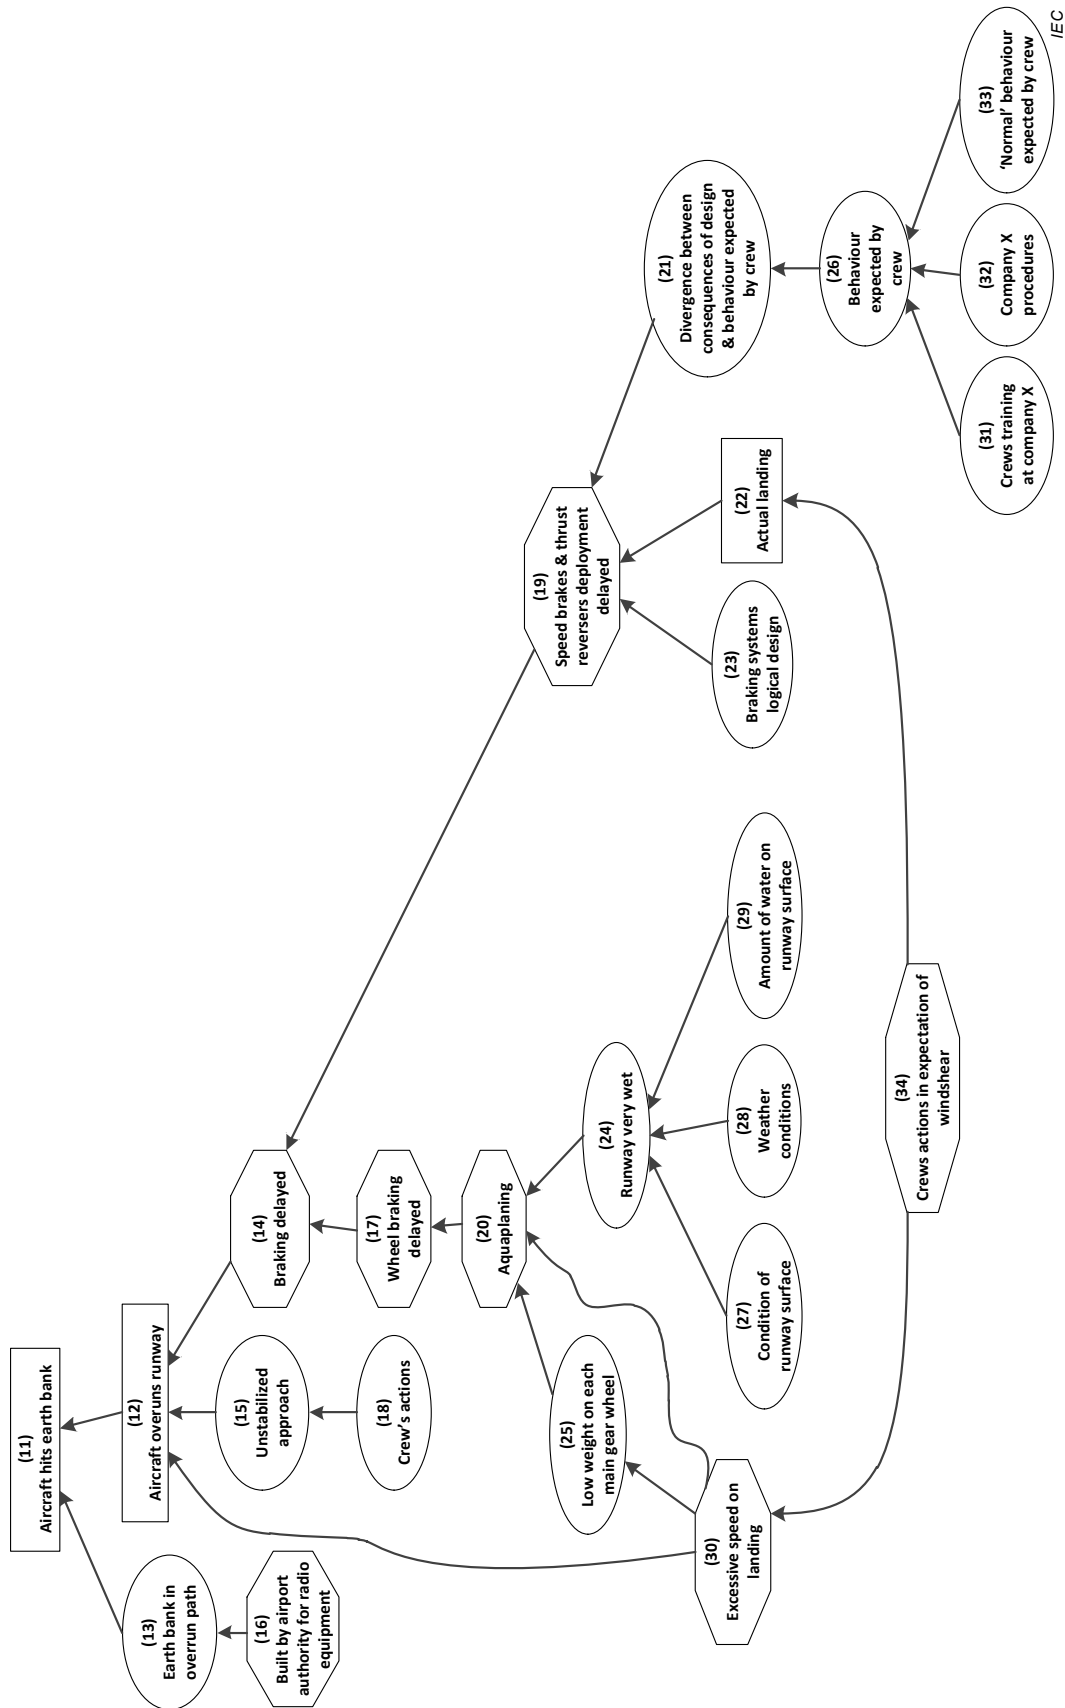 (11)
Aircraft hits earth bank
(12)
Aircraft overuns runway
(13)
Earth bank in
overrun path
(14)
Braking delayed
(15)
Unstabilized
approach
(16)
Built by airport
authority for radio
equipment
(17)
Wheel braking
delayed
(18)
Crew's actions
(19)
Speed brakes & thrust
reversers deployment
delayed
(20)
Aquaplaning
(21)
Divergence between
consequences of design
& behaviour expected
by crew
(22)
Actual landing
(23)
Braking systems
logical design
(24)
Runway very wet
(25)
Low weight on each
main gear wheel
(26)
Behaviour
expected by
crew
(27)
Condition of
runway surface
(28)
Weather
conditions
(29)
Amount of water on
runway surface
(30)
Excessive speed on
landing
(31)
Crews training
at company X
(32)
Company X
procedures
(33)
‘Normal’ behaviour
expected by crew
(34)
Crews actions in expectation of
windshear
IEC